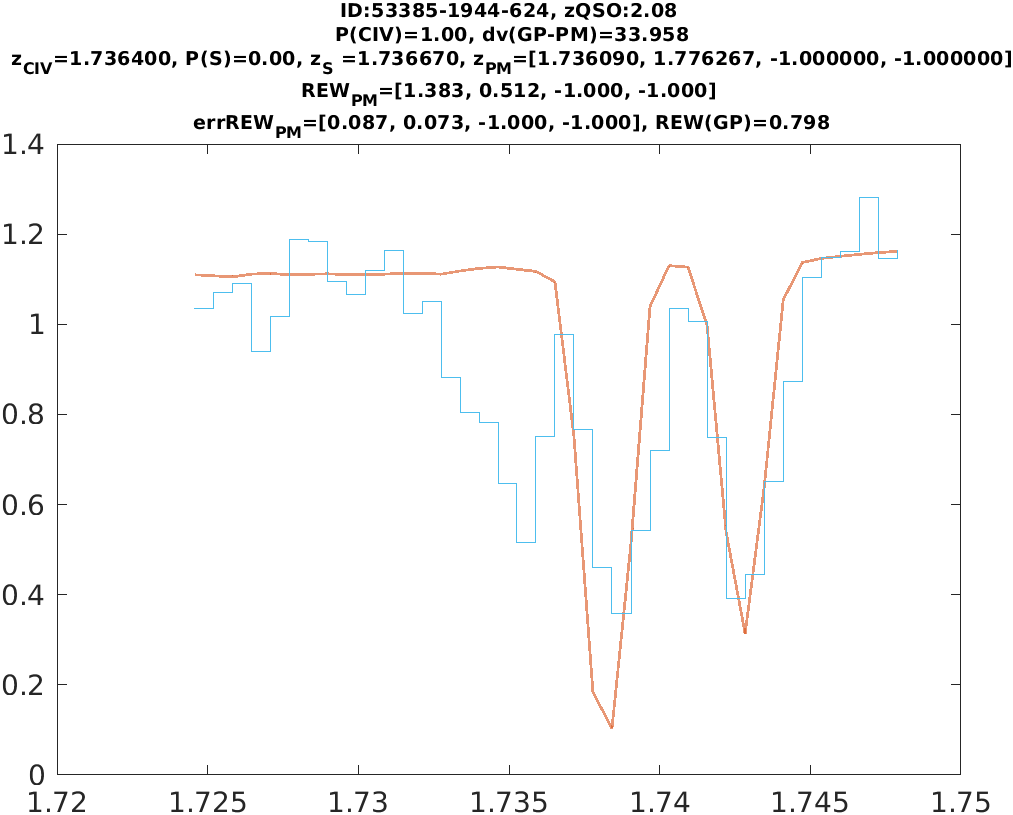 ID:53385-1944-624, zQSO:2.08
P(CIV)=1.00, dv(GP-PM)=33.958
zCIV=1.736400, P(S)=0.00, zS =1.736670, zPM=[1.736090, 1.776267, -1.000000, -1.000000]
REWPM=[1.383, 0.512, -1.000, -1.000]
errREWPM=[0.087, 0.073, -1.000, -1.000], REW(GP)=0.798
1.4
1.2
1
0.8
0.6
0.4
0.2
0
1.72 1.725 1.73 1.735 1.74 1.745 1.75